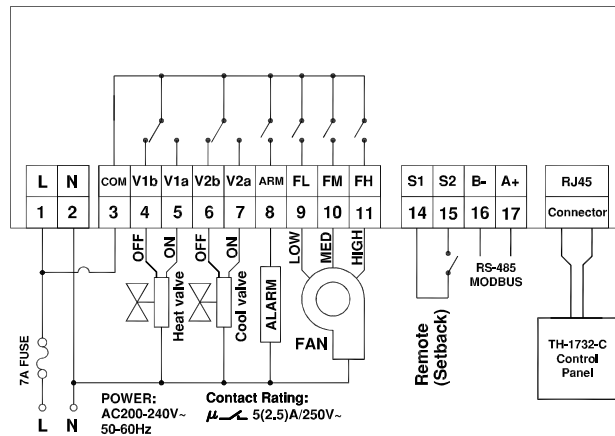 L N COM V1b V1a V2b V2a ARM FL FM FH S1 S2 B- A+ RJ45
1 2 3 4 5 6 7 8 9 10 11 14 15 16 17 Connector
OFF ON OFF ON LOW MED HIGH
RS-485
MODBUS
Heat valve
Cool valve
ALARM
FAN
Remote
(Setback)
TH-1732-C
Control
Panel
7A FUSE
L N
POWER:
AC200-240V~
50-60Hz
Contact Rating:
μ 5(2.5)A/250V~